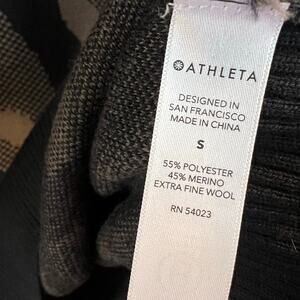 ATHLETA
DESIGNED IN
SAN FRANCISCO
MADE IN CHINA
S
55% POLYESTER
45% MERINO
EXTRA FINE WOOL
RN 54023